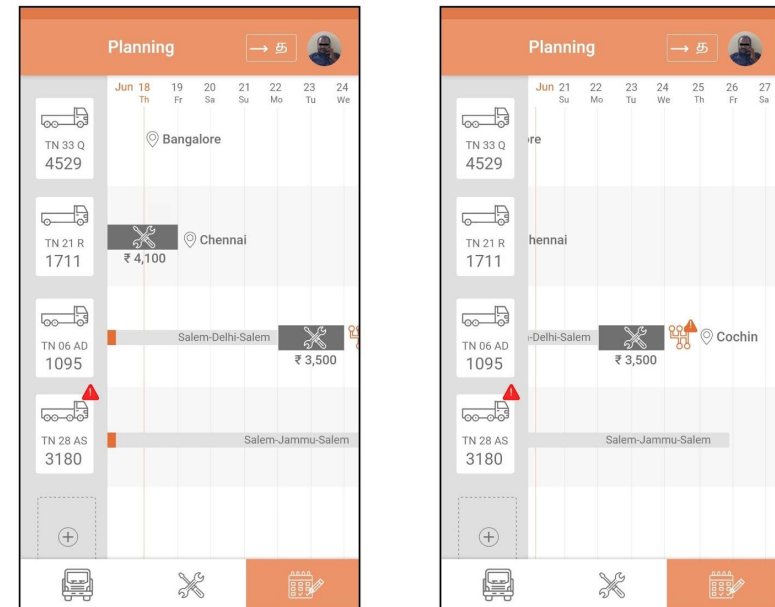 Planning
→ த
Jun 18 19 20 21 22 23 24
Th Fr Sa Su Mo Tu We
TN 33 Q
4529
Bangalore
TN 21 R
1711
₹ 4,100
Chennai
TN 06 AD
1095
Salem-Delhi-Salem
₹ 3,500
TN 28 AS
3180
Salem-Jammu-Salem
Planning
→ த
Jun 21 22 23 24 25 26 27
Su Mo Tu We Th Fr Sa
TN 33 Q
4529
re
TN 21 R
1711
hennai
TN 06 AD
1095
-Delhi-Salem
₹ 3,500
Cochin
TN 28 AS
3180
Salem-Jammu-Salem